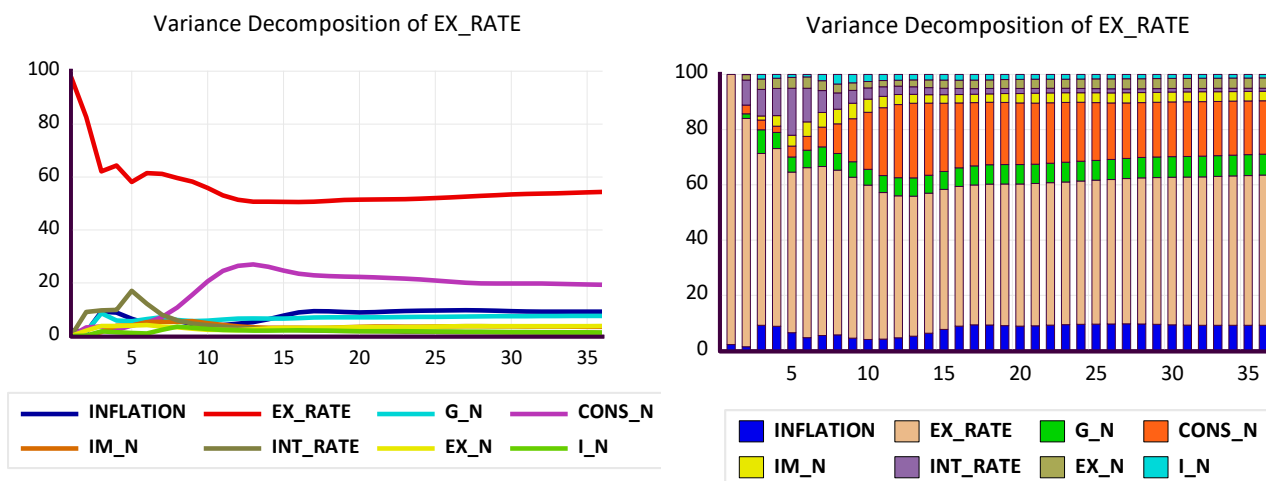 Variance Decomposition of EX_RATE
100
80
60
40
20
0
5 10 15 20 25 30 35
INFLATION EX_RATE G_N CONS_N
IM_N INT_RATE EX_N I_N
Variance Decomposition of EX_RATE
100
80
60
40
20
0
5 10 15 20 25 30 35
INFLATION EX_RATE G_N CONS_N
IM_N INT_RATE EX_N I_N